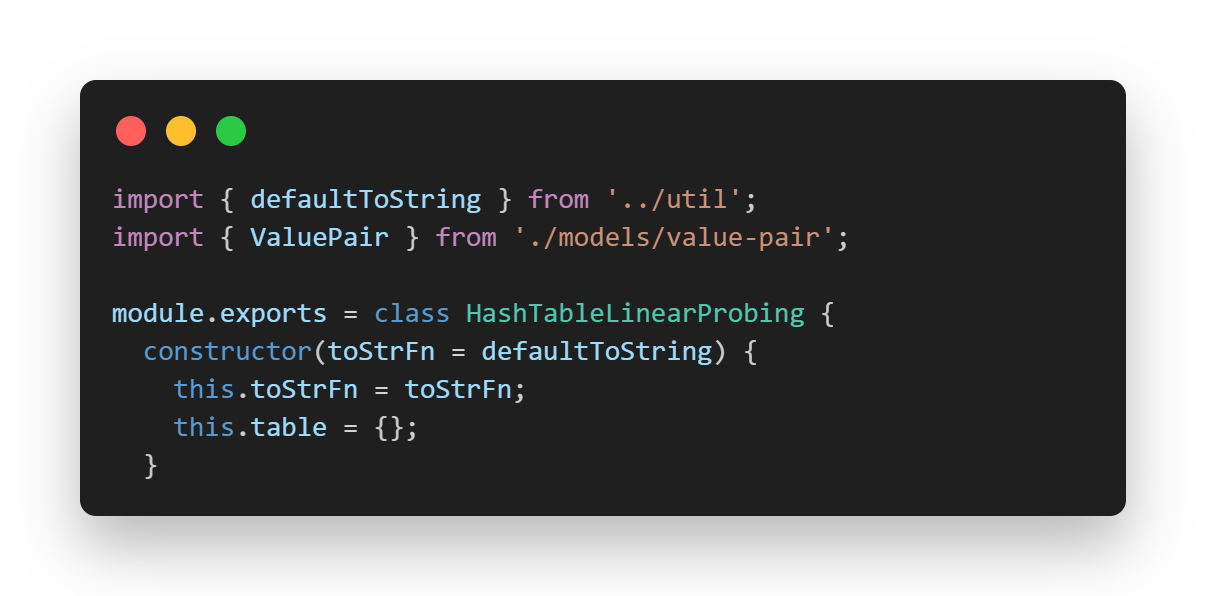 import { defaultToString } from '../util';
import { ValuePair } from './models/value-pair';

module.exports = class HashTableLinearProbing {
  constructor(toStrFn = defaultToString) {
    this.toStrFn = toStrFn;
    this.table = {};
  }